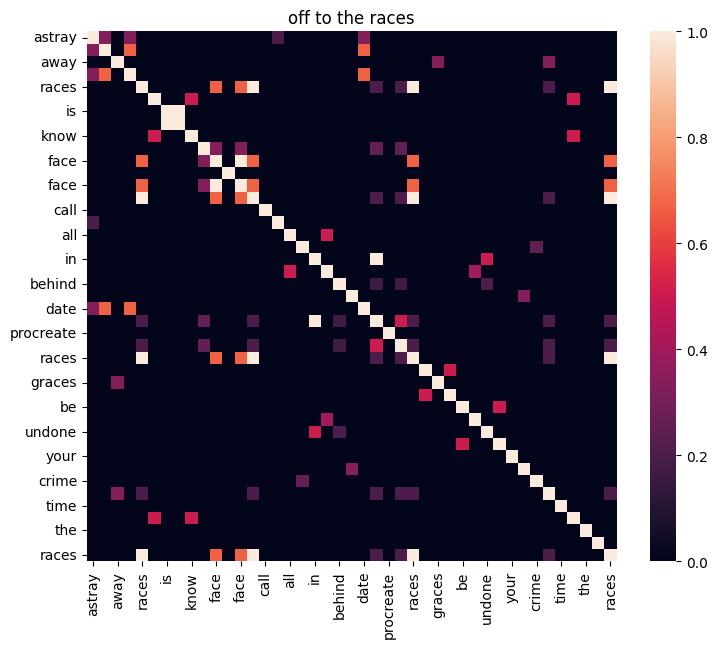 off to the races
astray
away
races
is
know
face
face
call
all
in
behind
date
procreate
races
graces
be
undone
your
crime
time
the
races
astray
away
races
is
know
face
face
call
all
in
behind
date
procreate
races
graces
be
undone
your
crime
time
the
races
1.0
0.8
0.6
0.4
0.2
0.0